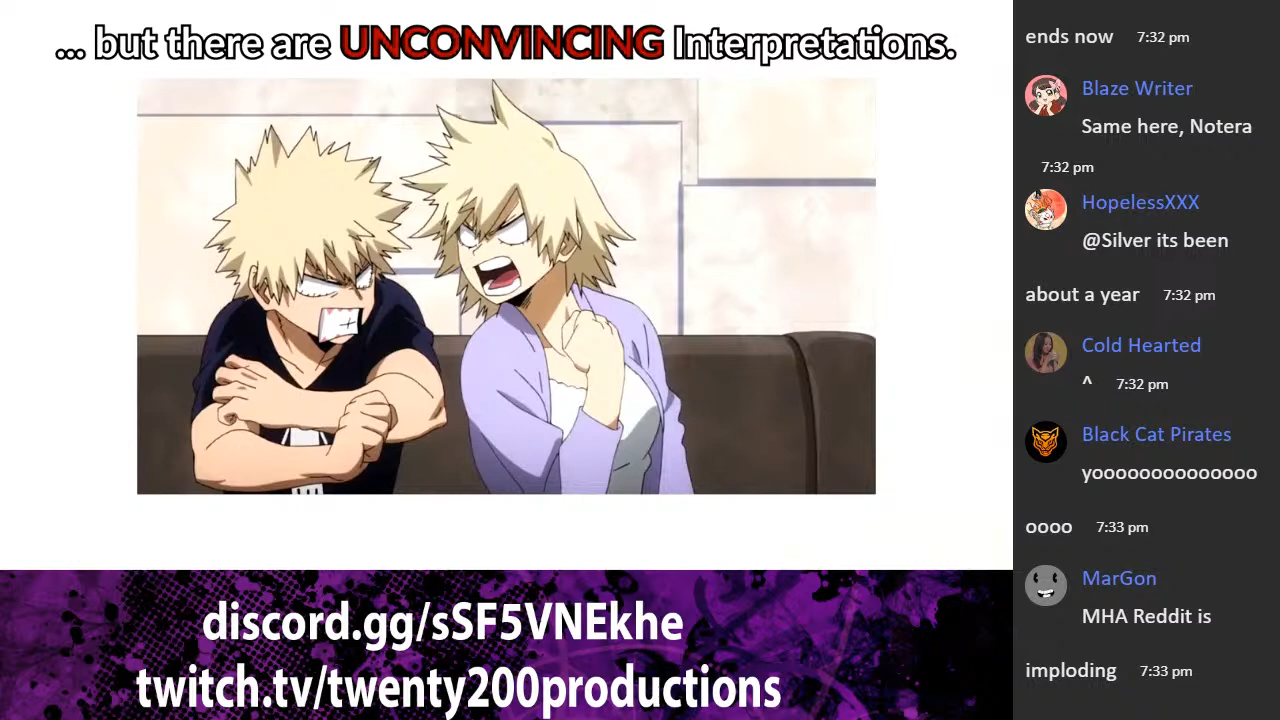 ... but there are UNCONVINCING Interpretations.
discord.gg/sSF5VNEkhe
twitch.tv/twenty200productions
ends now 7:32 pm
Blaze Writer
Same here, Notera
7:32 pm
HopelessXXX
@Silver its been
about a year 7:32 pm
Cold Hearted
^ 7:32 pm
Black Cat Pirates
yoooooooooooooo
oooo 7:33 pm
MarGon
MHA Reddit is
imploding 7:33 pm